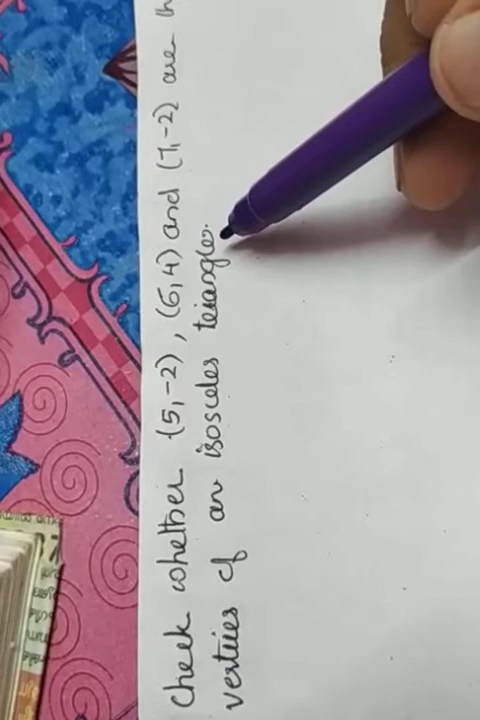 Check whether (5,-2), (6,4) and (7,-2) are
vertices of an isosceles triangle.